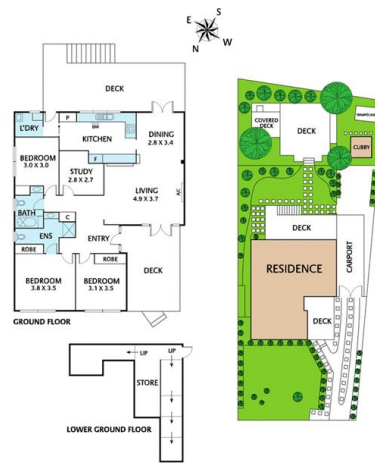 S
E
W
N
DECK
P
L'DRY
BW
KITCHEN
DINING
2.8 x 3.4
BEDROOM
3.0 x 3.0
F
STUDY
2.8 x 2.7
LIVING
4.9 x 3.7
A/C
BATH
C
ENS
ENTRY
ROBE
ROBE
DECK
BEDROOM
3.8 x 3.5
BEDROOM
3.1 x 3.5
GROUND FLOOR
UP
UP
STORE
LOWER GROUND FLOOR
COVERED
DECK
DECK
CUBBY
DECK
RESIDENCE
CARPORT
DECK